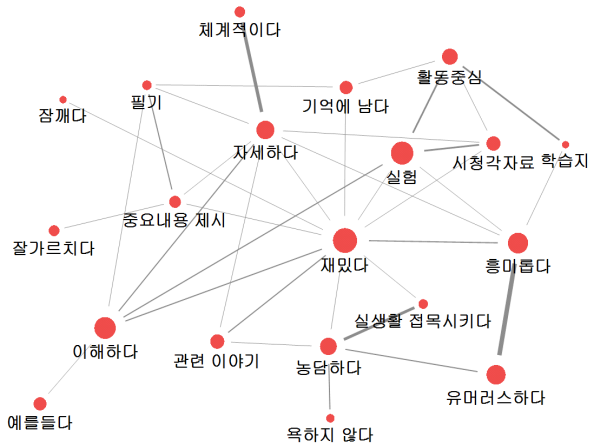 체계적이다
활동중심
필기
기억에 남다
잠깨다
자세하다
실험
시청각자료
학습지
중요내용 제시
잘가르치다
재밌다
흥미롭다
실생활 접목시키다
이해하다
관련 이야기
농담하다
유머러스하다
예를들다
욕하지 않다